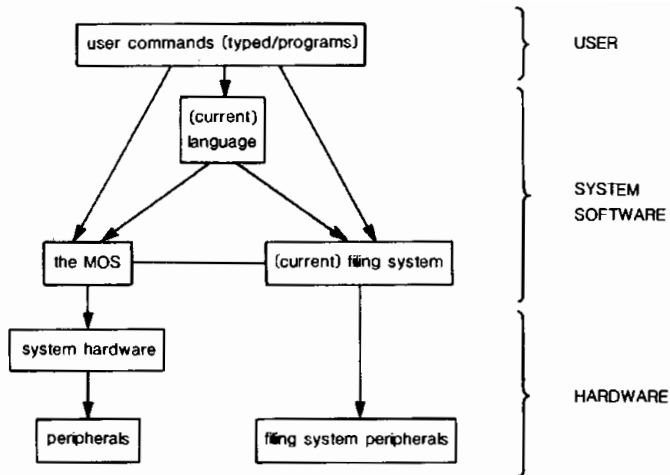 user commands (typed/programs)
USER
(current)
language
SYSTEM
SOFTWARE
the MOS
(current) filing system
system hardware
HARDWARE
peripherals
filing system peripherals